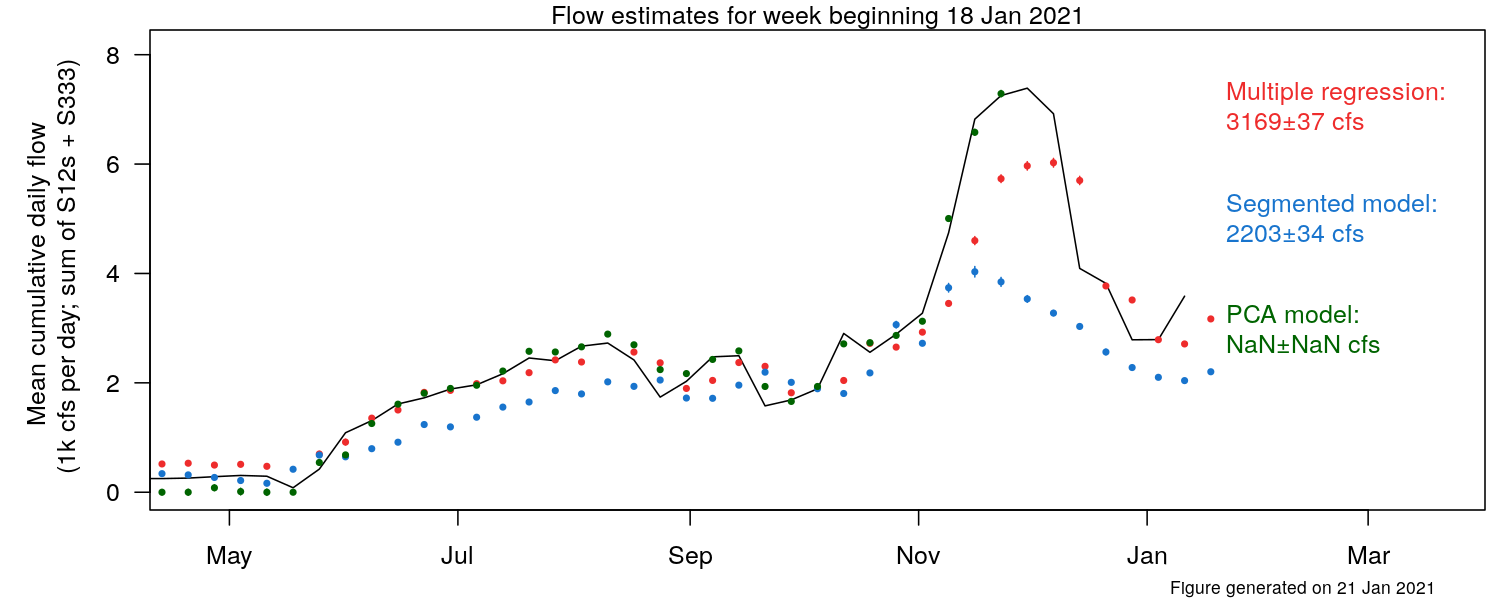 Flow estimates for week beginning 18 Jan 2021
Mean cumulative daily flow
(1k cfs per day; sum of S12s + S333)
8
6
4
2
0
Multiple regression:
3169±37 cfs
Segmented model:
2203±34 cfs
PCA model:
NaN±NaN cfs
May Jul Sep Nov Jan Mar
Figure generated on 21 Jan 2021